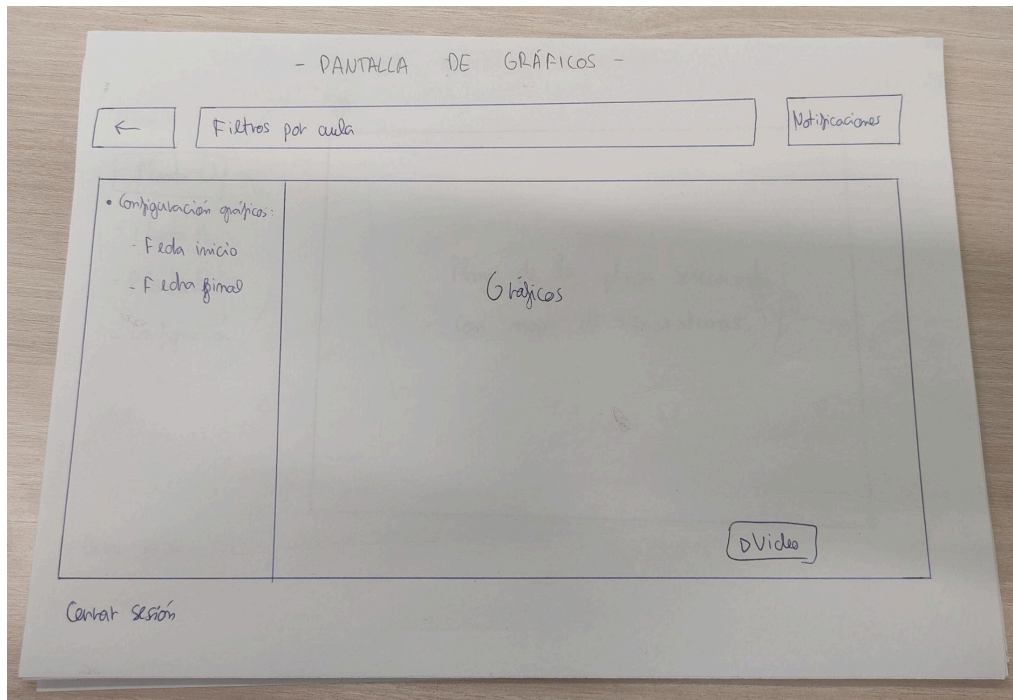 - PANTALLA DE GRÁFICOS -
←
Filtros por aula
Notificaciones
• Configuración gráficos:
- Fecha inicio
- Fecha final
Gráficos
▷ Video
Cerrar sesión